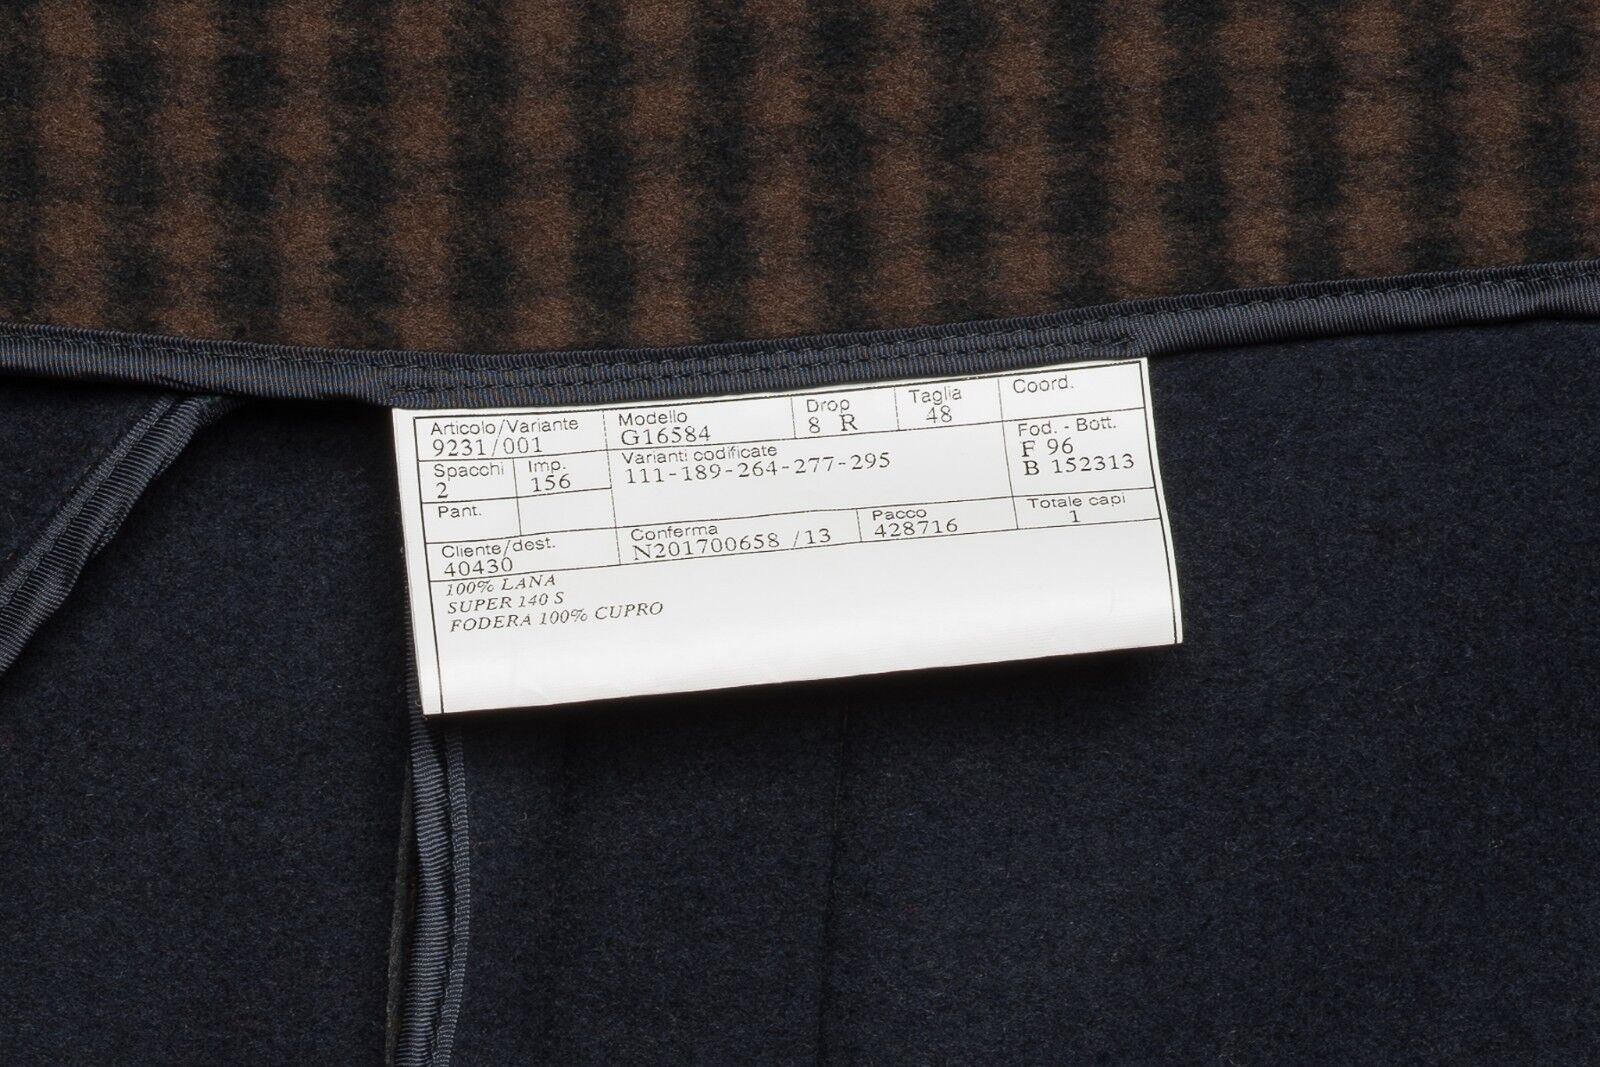 Articolo/Variante Modello Drop Taglia Coord.
9231/001 G16584 8 R 48
Spacchi Imp. Varianti codificate Fod. - Bott.
2 156 111-189-264-277-295 F 96
B 152313
Pant.
Cliente/dest. Conferma Pacco Totale capi
40430 N201700658 /13 428716 1
100% LANA
SUPER 140 S
FODERA 100% CUPRO